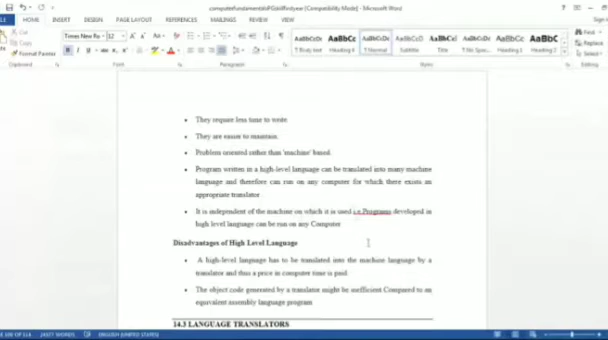 computerfundamentalsPGskillfirstyear [Compatibility Mode] - Microsoft Word
HOME INSERT DESIGN PAGE LAYOUT REFERENCES MAILINGS REVIEW VIEW
Cut
Copy
Format Painter
Times New Ro 12
AaBbCcDc AaBbCc AaBbCcDc AaBbCcD AaBbCcI AaBbCcDc AaBbCc AaBbC
¶ Body text Heading 4 ¶ Normal Subtitle Title ¶ No Spac... Heading 1 Heading 2
Find
Replace
Select
Clipboard Font Paragraph Styles Editing
• They require less time to write
• They are easier to maintain.
• Problem oriented rather than 'machine' based.
• Program written in a high-level language can be translated into many machine
language and therefore can run on any computer for which there exists an
appropriate translator
• It is independent of the machine on which it is used i.e.Programs developed in
high level language can be run on any Computer
Disadvantages of High Level Language
• A high-level language has to be translated into the machine language by a
translator and thus a price in computer time is paid
• The object code generated by a translator might be inefficient Compared to an
equivalent assembly language program
14.3 LANGUAGE TRANSLATORS
WORDS ENGLISH (UNITED STATES)